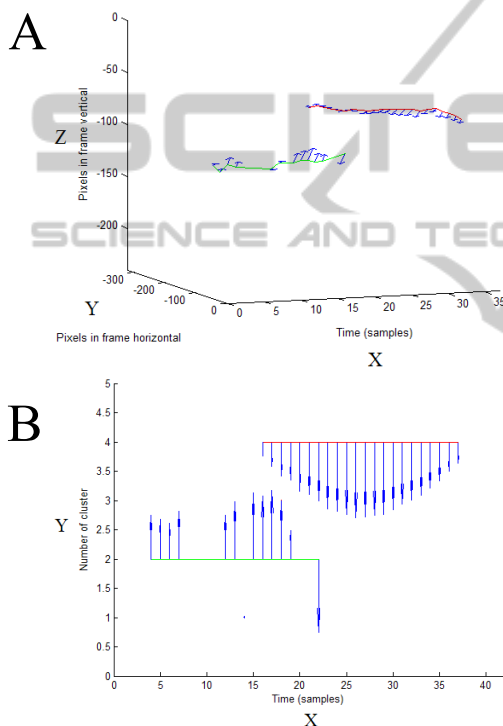 A
0
-50
-100
-150
-200
-300
-200
-100
0
0
5
10
15
20
25
30
35
Z
Pixels in frame vertical
Y
Pixels in frame horizontal
Time (samples)
X
SCITE
SCIENCE AND TEC
B
5
4.5
4
3.5
3
2.5
2
1.5
1
0.5
0
Y
Number of cluster
0
5
10
15
20
25
30
35
40
Time (samples)
X